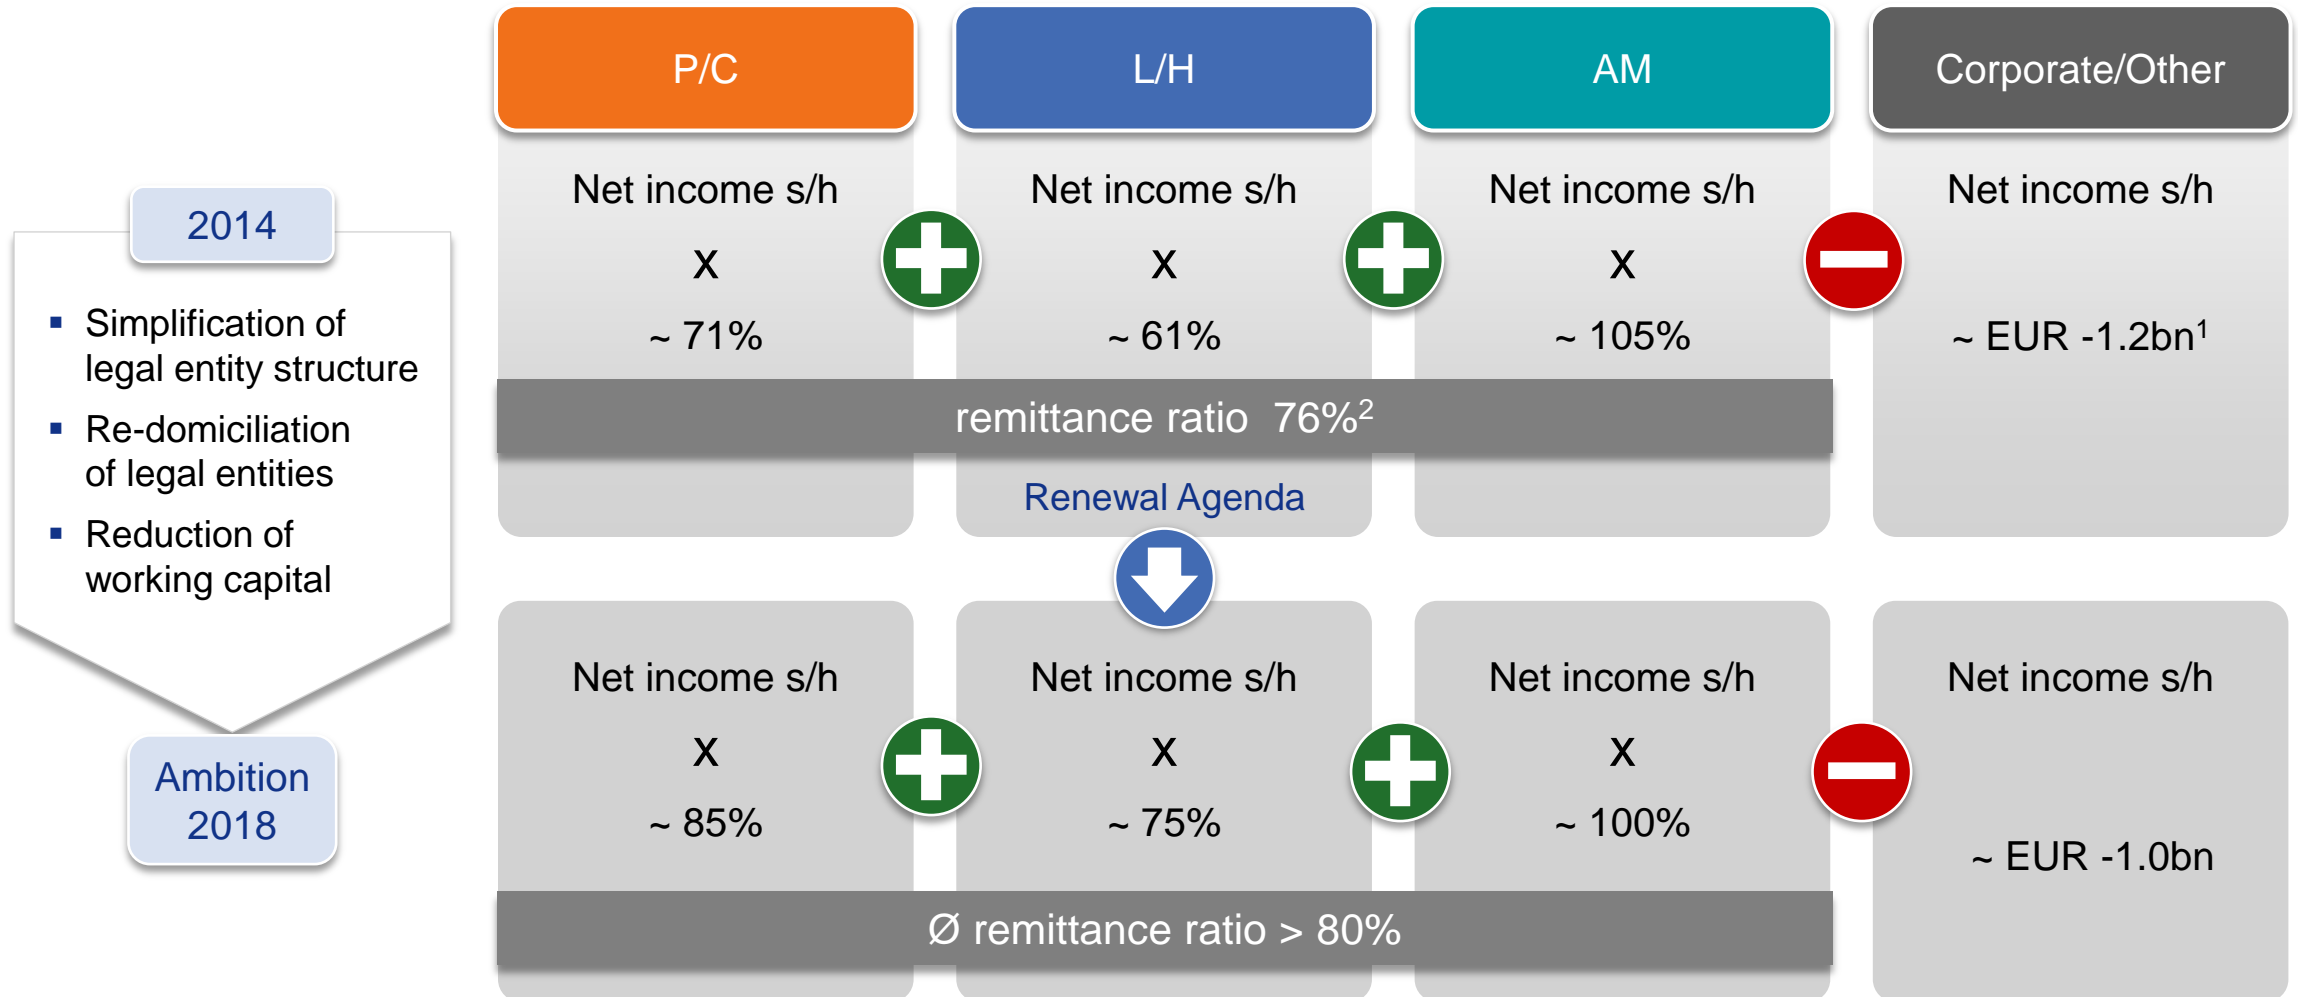 P/C
L/H
AM
Corporate/Other
2014
▪ Simplification of
legal entity structure
▪ Re-domiciliation
of legal entities
▪ Reduction of
working capital
Ambition
2018
Net income s/h
x
~ 71%
Net income s/h
x
~ 61%
Net income s/h
x
~ 105%
Net income s/h
~ EUR -1.2bn¹
remittance ratio 76%²
Renewal Agenda
Net income s/h
x
~ 85%
Net income s/h
x
~ 75%
Net income s/h
x
~ 100%
Net income s/h
~ EUR -1.0bn
Ø remittance ratio > 80%